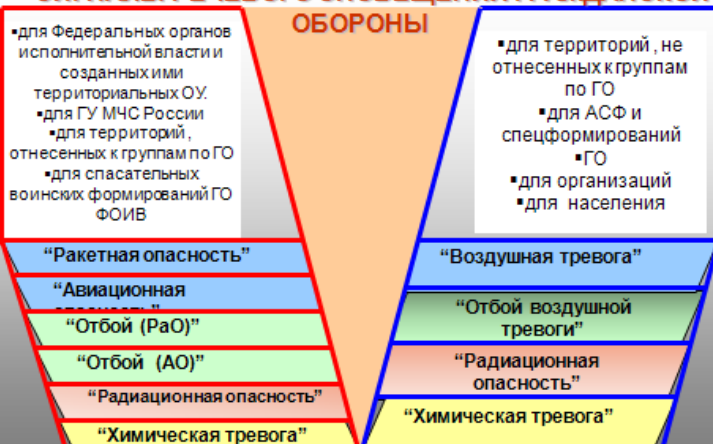 ОБОРОНЫ
▪для Федеральных органов
исполнительной власти и
созданных ими
территориальных ОУ.
▪для ГУ МЧС России
▪для территорий,
отнесенных к группам по ГО
▪для спасательных
воинских формирований ГО
ФОИВ
“Ракетная опасность”
“Авиационная
“Отбой (РаО)”
“Отбой (АО)”
“Радиационная опасность”
“Химическая тревога”
▪для территорий, не
отнесенных к группам
по ГО
▪для АСФ и
спецформирований
▪ГО
▪для организаций
▪для населения
“Воздушная тревога”
“Отбой воздушной
тревоги”
“Радиационная
опасность”
“Химическая тревога”